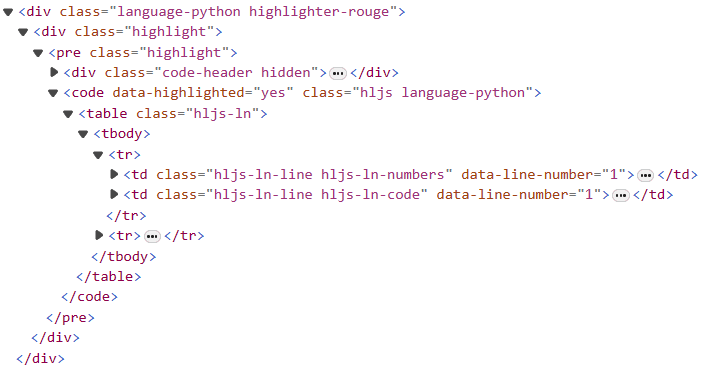 <div class="language-python highlighter-rouge">
<div class="highlight">
<pre class="highlight">
<div class="code-header hidden">…</div>
<code data-highlighted="yes" class="hljs language-python">
<table class="hljs-ln">
<tbody>
<tr>
<td class="hljs-ln-line hljs-ln-numbers" data-line-number="1">…</td>
<td class="hljs-ln-line hljs-ln-code" data-line-number="1">…</td>
</tr>
<tr>…</tr>
</tbody>
</table>
</code>
</pre>
</div>
</div>